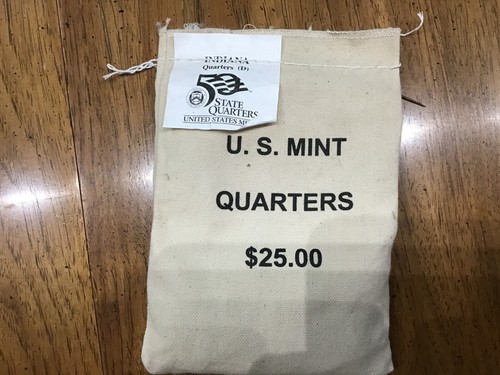 INDIANA
Quarters (D)
50
STATE
QUARTERS
UNITED STATES
U. S. MINT
QUARTERS
$25.00